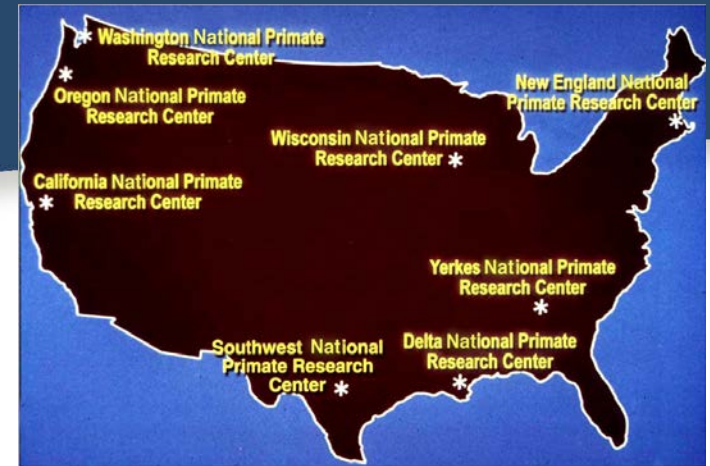 Washington National Primate
Research Center
Oregon National Primate
Research Center
New England National
Primate Research Center
Wisconsin National Primate
Research Center
California National Primate
Research Center
Yerkes National Primate
Research Center
Southwest National
Primate Research
Center
Delta National Primate
Research Center